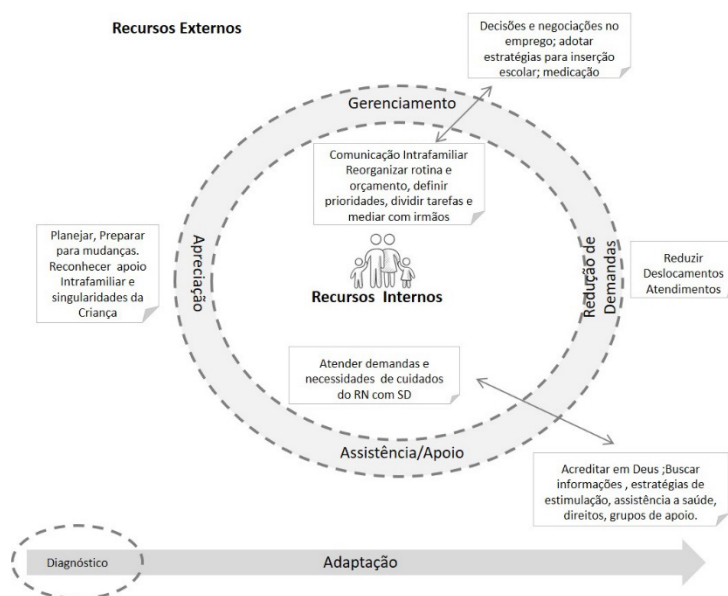 Recursos Externos
Decisões e negociações no
emprego; adotar
estratégias para inserção
escolar; medicação
Gerenciamento
Comunicação Intrafamiliar
Reorganizar rotina e
orçamento, definir
prioridades, dividir tarefas e
mediar com irmãos
Planejar, Preparar
para mudanças.
Reconhecer apoio
Intrafamiliar e
singularidades da
Criança
Apreciação
Recursos Internos
Redução de
Demandas
Reduzir
Deslocamentos
Atendimentos
Atender demandas e
necessidades de cuidados
do RN com SD
Assistência/Apoio
Acreditar em Deus ;Buscar
informações , estratégias de
estimulação, assistência a saúde,
direitos, grupos de apoio.
Diagnóstico
Adaptação